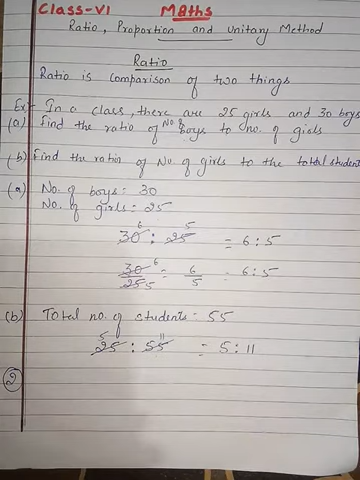 Class-VI Maths
Ratio, Proportion and Unitary Method
Ratio
Ratio is comparison of two things
Ex:- In a class, there are 25 girls and 30 boys
(a) Find the ratio of No. of boys to no. of girls
(b) Find the ratio of No. of girls to the total student
(a) No. of boys = 30
No. of girls = 25
6 5
30 : 25 = 6 : 5
30 6 = 6 = 6 : 5
25 5 5
(b) Total no. of students = 55
5 11
25 : 55 = 5 : 11
2